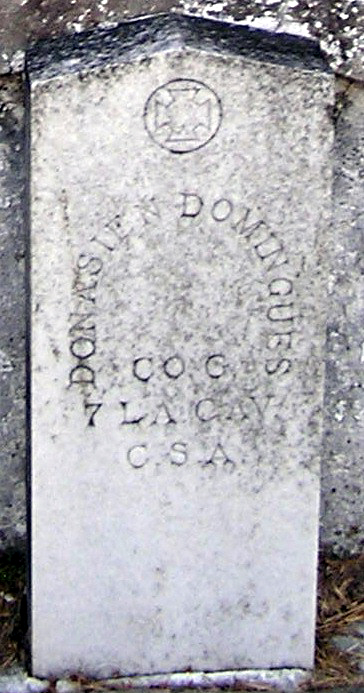 DONASIEN DOMINGUES
CO G
7 LA CAV
C.S.A.